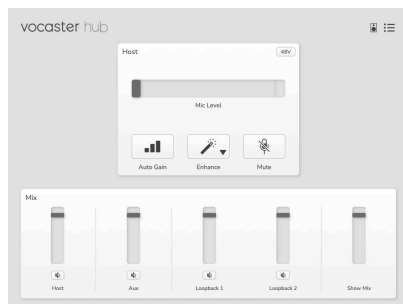 vocaster hub
Host
48V
Mic Level
Auto Gain
Enhance
Mute
Mix
Host
Aux
Loopback 1
Loopback 2
Show Mix